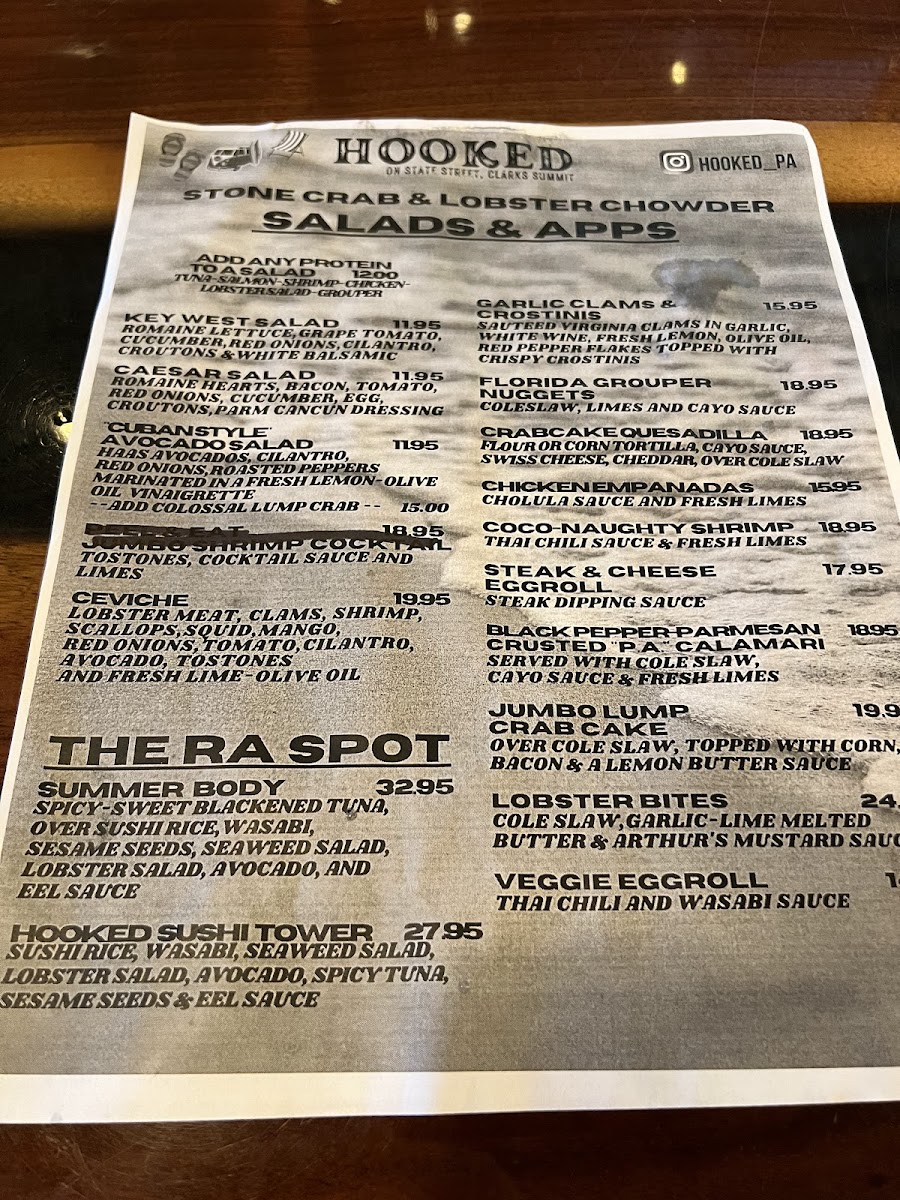 HOOKED
ON STATE STREET, CLARKS SUMMIT
HOOKED_PA
STONE CRAB & LOBSTER CHOWDER
SALADS & APPS
ADD ANY PROTEIN
TO A SALAD 12.00
TUNA-SALMON-SHRIMP-CHICKEN-
LOBSTER SALAD-GROUPER
KEY WEST SALAD 11.95
ROMAINE LETTUCE, GRAPE TOMATO,
CUCUMBER, RED ONIONS, CILANTRO,
CROUTONS & WHITE BALSAMIC
CAESAR SALAD 11.95
ROMAINE HEARTS, BACON, TOMATO,
RED ONIONS, CUCUMBER, EGG,
CROUTONS, PARM CANCUN DRESSING
"CUBAN STYLE"
AVOCADO SALAD 11.95
HAAS AVOCADOS, CILANTRO,
RED ONIONS, ROASTED PEPPERS
MARINATED IN A FRESH LEMON-OLIVE
OIL VINAIGRETTE
--ADD COLOSSAL LUMP CRAB -- 15.00
18.95
JUMBO SHRIMP COCKTAIL
TOSTONES, COCKTAIL SAUCE AND
LIMES
CEVICHE 19.95
LOBSTER MEAT, CLAMS, SHRIMP,
SCALLOPS, SQUID, MANGO,
RED ONIONS, TOMATO, CILANTRO,
AVOCADO, TOSTONES
AND FRESH LIME-OLIVE OIL
THE RA SPOT
SUMMER BODY 32.95
SPICY-SWEET BLACKENED TUNA,
OVER SUSHI RICE, WASABI,
SESAME SEEDS, SEAWEED SALAD,
LOBSTER SALAD, AVOCADO, AND
EEL SAUCE
HOOKED SUSHI TOWER 27.95
SUSHI RICE, WASABI, SEAWEED SALAD,
LOBSTER SALAD, AVOCADO, SPICY TUNA,
SESAME SEEDS & EEL SAUCE
GARLIC CLAMS & 15.95
CROSTINIS
SAUTEED VIRGINIA CLAMS IN GARLIC,
WHITE WINE, FRESH LEMON, OLIVE OIL,
RED PEPPER FLAKES TOPPED WITH
CRISPY CROSTINIS
FLORIDA GROUPER 18.95
NUGGETS
COLESLAW, LIMES AND CAYO SAUCE
CRABCAKE QUESADILLA 18.95
FLOUR OR CORN TORTILLA, CAYO SAUCE,
SWISS CHEESE, CHEDDAR, OVER COLE SLAW
CHICKEN EMPANADAS 15.95
CHOLULA SAUCE AND FRESH LIMES
COCO-NAUGHTY SHRIMP 18.95
THAI CHILI SAUCE & FRESH LIMES
STEAK & CHEESE 17.95
EGGROLL
STEAK DIPPING SAUCE
BLACK PEPPER-PARMESAN 18.95
CRUSTED "P.A." CALAMARI
SERVED WITH COLE SLAW,
CAYO SAUCE & FRESH LIMES
JUMBO LUMP 19.9
CRAB CAKE
OVER COLE SLAW, TOPPED WITH CORN,
BACON & A LEMON BUTTER SAUCE
LOBSTER BITES 24.
COLE SLAW, GARLIC-LIME MELTED
BUTTER & ARTHUR'S MUSTARD SAUC
VEGGIE EGGROLL
THAI CHILI AND WASABI SAUCE